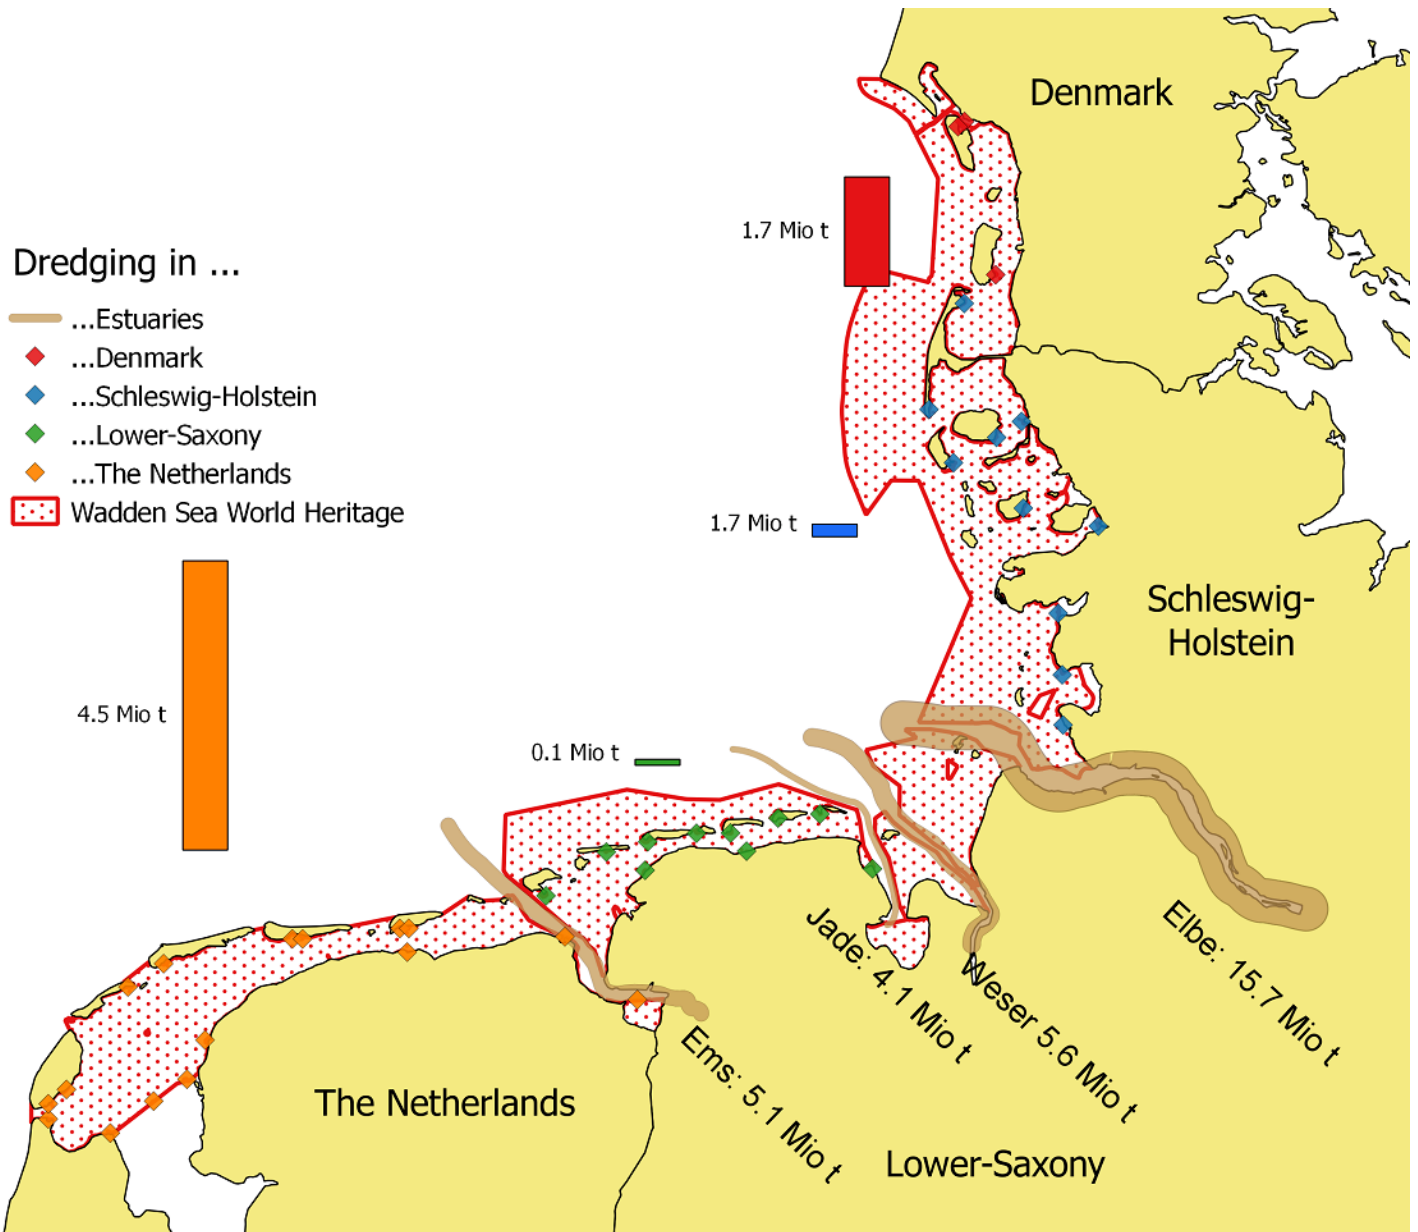 Denmark
1.7 Mio t
Dredging in ...
...Estuaries
...Denmark
...Schleswig-Holstein
...Lower-Saxony
...The Netherlands
Wadden Sea World Heritage
1.7 Mio t
Schleswig-
Holstein
4.5 Mio t
0.1 Mio t
Jade: 4.1 Mio t
Weser 5.6 Mio t
Elbe: 15.7 Mio t
Ems: 5.1 Mio t
The Netherlands
Lower-Saxony